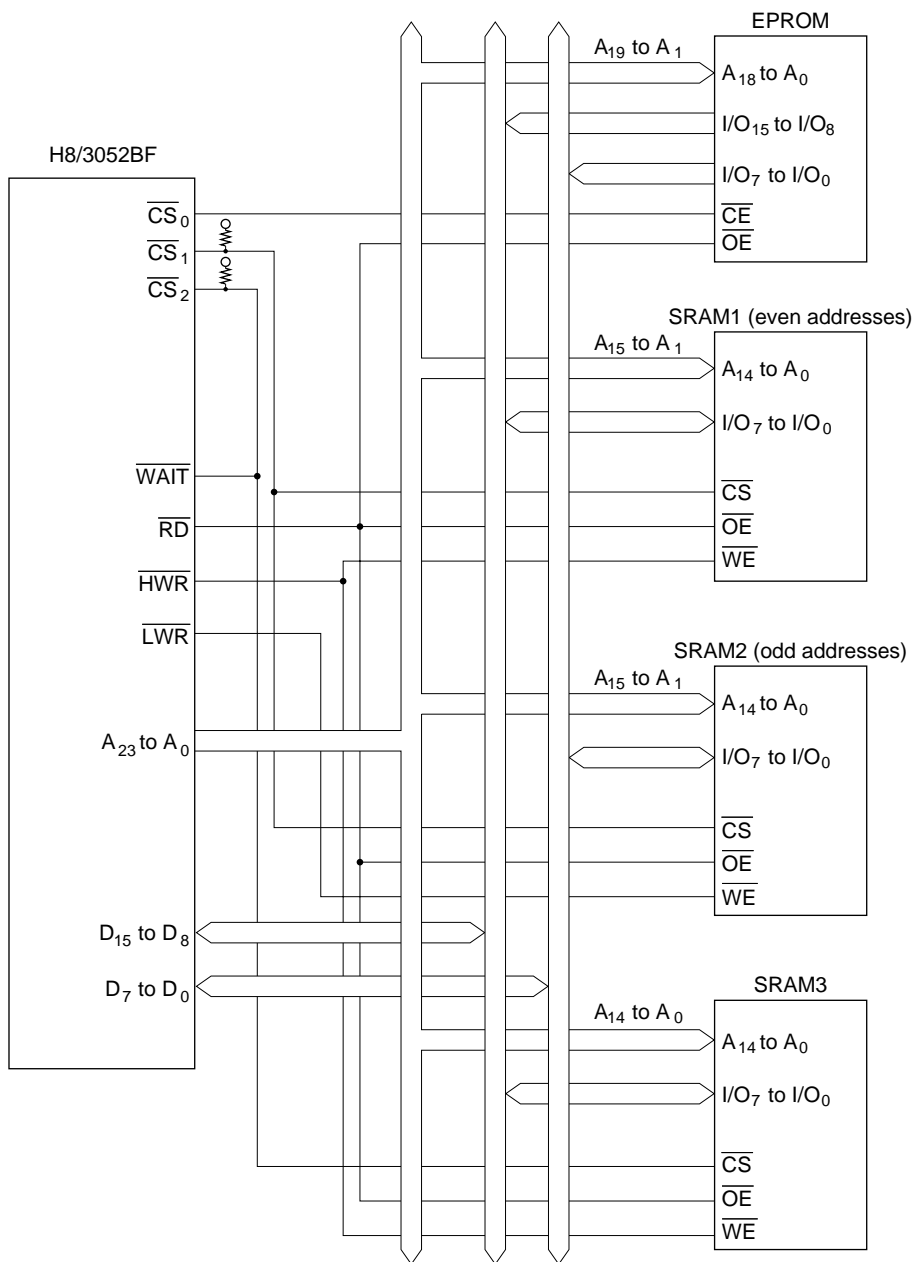 EPROM
A19 to A1
A18 to A0
I/O15 to I/O8
I/O7 to I/O0
CE
OE
H8/3052BF
CS0
CS1
CS2
WAIT
RD
HWR
LWR
A23 to A0
D15 to D8
D7 to D0
SRAM1 (even addresses)
A15 to A1
A14 to A0
I/O7 to I/O0
CS
OE
WE
SRAM2 (odd addresses)
A15 to A1
A14 to A0
I/O7 to I/O0
CS
OE
WE
SRAM3
A14 to A0
A14 to A0
I/O7 to I/O0
CS
OE
WE